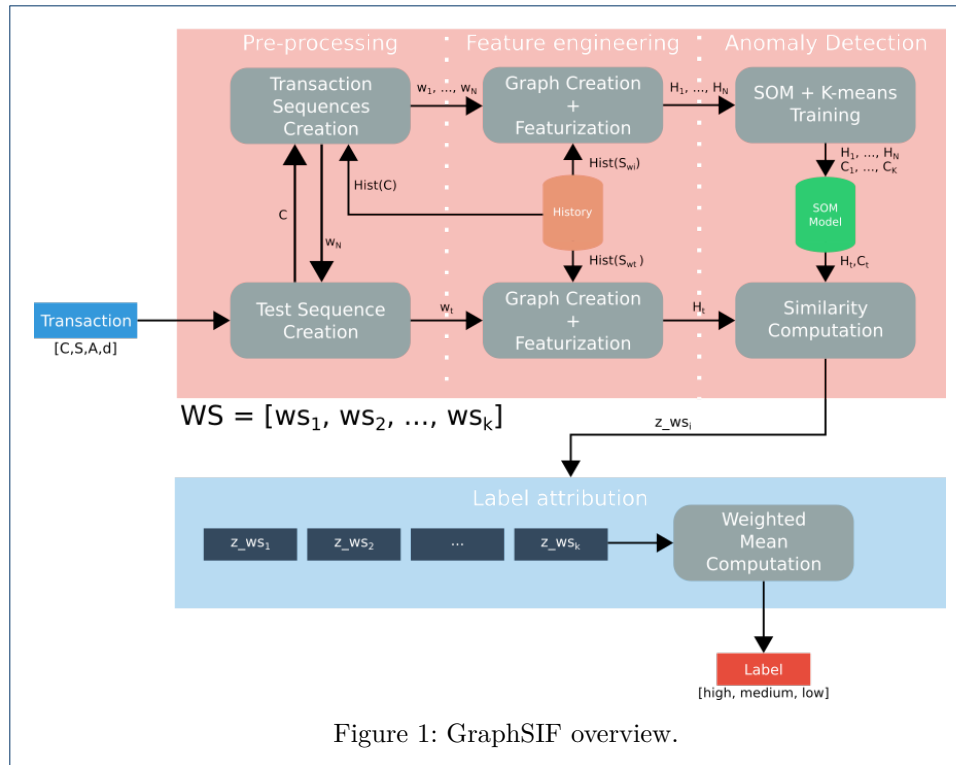 Pre-processing
Feature engineering
Anomaly Detection
Transaction
Sequences
Creation
w1, ..., wN
Graph Creation
+
Featurization
H1, ..., HN
SOM + K-means
Training
Hist(C)
Hist(Swi)
H1, ..., HN
C1, ..., CK
C
wN
History
SOM
Model
Hist(Swt)
Ht,Ct
Transaction
[C,S,A,d]
Test Sequence
Creation
wt
Graph Creation
+
Featurization
Ht
Similarity
Computation
WS = [ws1, ws2, ..., wsk]
z_wsi
Label attribution
z_ws1
z_ws2
...
z_wsk
Weighted
Mean
Computation
Label
[high, medium, low]
Figure 1: GraphSIF overview.